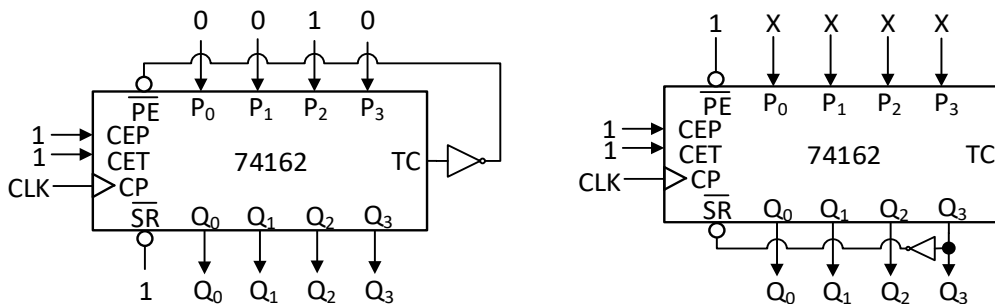 0 0 1 0
PE P0 P1 P2 P3
1 CEP
1 CET 74162 TC
CLK CP
SR Q0 Q1 Q2 Q3
1 Q0 Q1 Q2 Q3
1 X X X X
PE P0 P1 P2 P3
1 CEP
1 CET 74162 TC
CLK CP
SR Q0 Q1 Q2 Q3
Q0 Q1 Q2 Q3